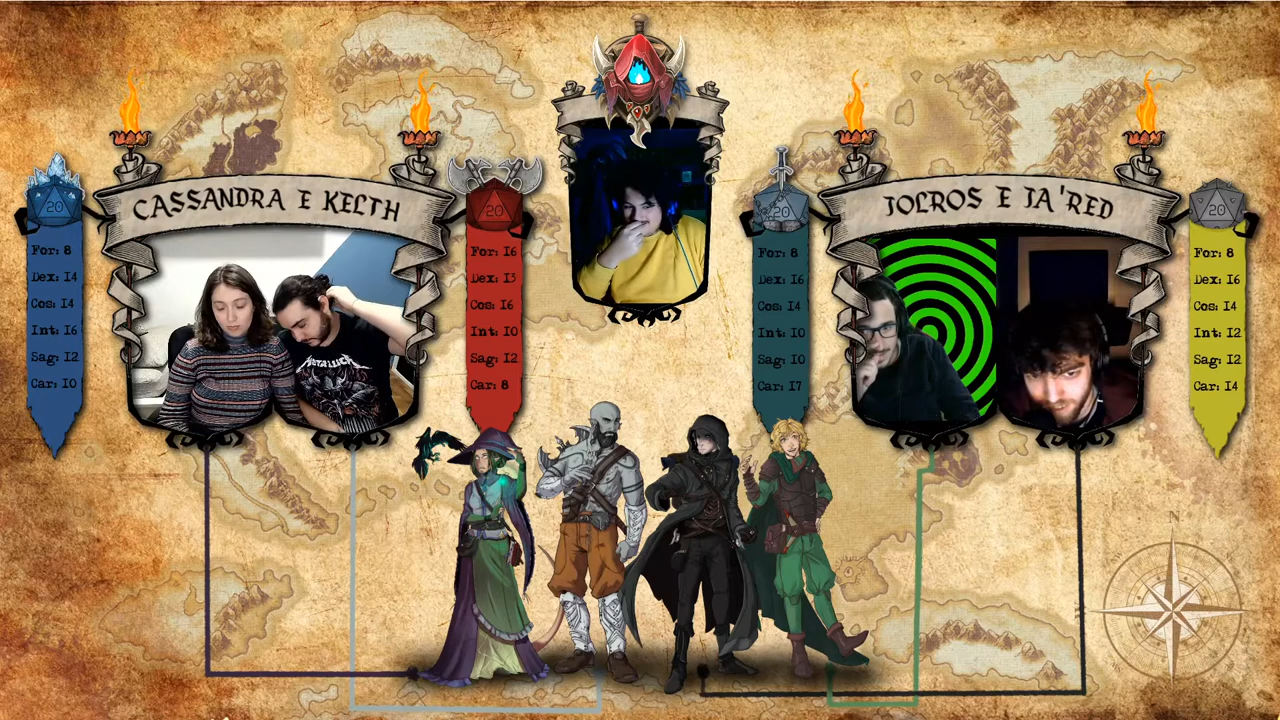 CASSANDRA E KELTH
JOLROS E JA'RED
20
For: 8
Dex: 14
Cos: 14
Int: 16
Sag: 12
Car: 10
20
For: 16
Dex: 13
Cos: 16
Int: 10
Sag: 12
Car: 8
20
For: 8
Dex: 16
Cos: 14
Int: 10
Sag: 10
Car: 17
20
For: 8
Dex: 16
Cos: 14
Int: 12
Sag: 12
Car: 14
METALLICA
N